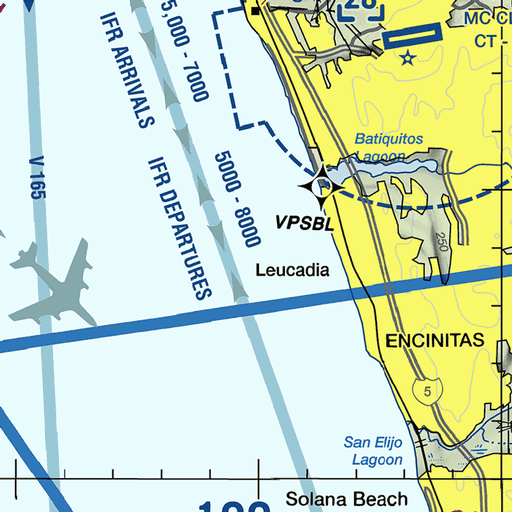 28
MC CL
CT -
5,000 - 7000
IFR ARRIVALS
Batiquitos
Lagoon
V 165
5000 - 8000
IFR DEPARTURES
VPSBL
250
Leucadia
ENCINITAS
5
San Elijo
Lagoon
Solana Beach